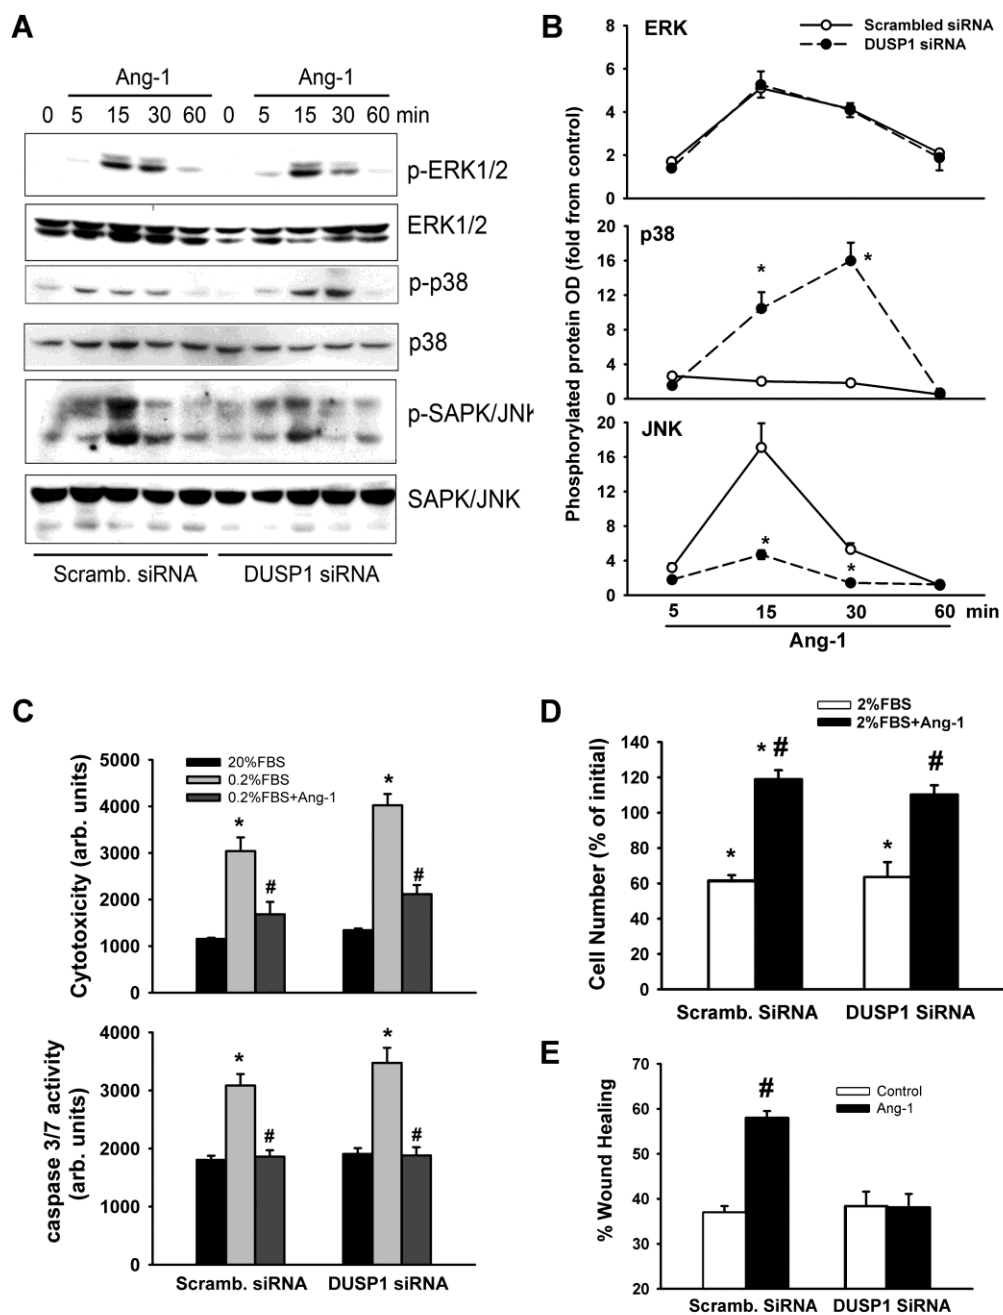 A
Ang-1 Ang-1
0 5 15 30 60 0 5 15 30 60 min
p-ERK1/2
ERK1/2
p-p38
p38
p-SAPK/JNK
SAPK/JNK
Scramb. siRNA DUSP1 siRNA
B
Scrambled siRNA
DUSP1 siRNA
Phosphorylated protein OD (fold from control)
ERK
8
6
4
2
0
p38
20
16
12
8
4
0
*
*
JNK
20
16
12
8
4
0
*
*
5 15 30 60 min
Ang-1
C
20%FBS
0.2%FBS
0.2%FBS+Ang-1
Cytotoxicity (arb. units)
5000
4000
3000
2000
1000
0
* # * #
caspase 3/7 activity
(arb. units)
4000
3000
2000
1000
0
* # * #
Scramb. siRNA DUSP1 siRNA
D
2%FBS
2%FBS+Ang-1
Cell Number (% of initial)
140
120
100
80
60
40
20
0
* * # * #
Scramb. SiRNA DUSP1 SiRNA
E
Control
Ang-1
% Wound Healing
70
60
50
40
30
20
#
Scramb. SiRNA DUSP1 SiRNA